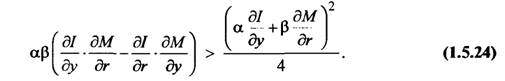 αβ(∂I/∂y · ∂M/∂r − ∂I/∂r · ∂M/∂y) > (α ∂I/∂y + β ∂M/∂r)² / 4. (1.5.24)